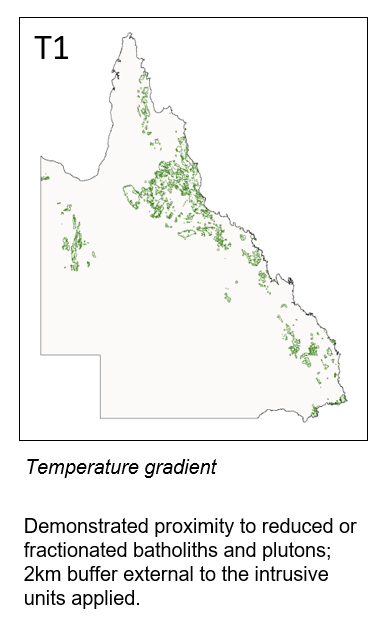 T1
Temperature gradient
Demonstrated proximity to reduced or
fractionated batholiths and plutons;
2km buffer external to the intrusive
units applied.